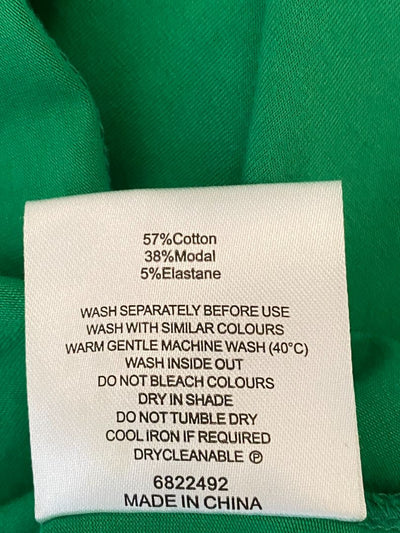 57%Cotton
38%Modal
5%Elastane
WASH SEPARATELY BEFORE USE
WASH WITH SIMILAR COLOURS
WARM GENTLE MACHINE WASH (40°C)
WASH INSIDE OUT
DO NOT BLEACH COLOURS
DRY IN SHADE
DO NOT TUMBLE DRY
COOL IRON IF REQUIRED
DRYCLEANABLE Ⓟ
6822492
MADE IN CHINA